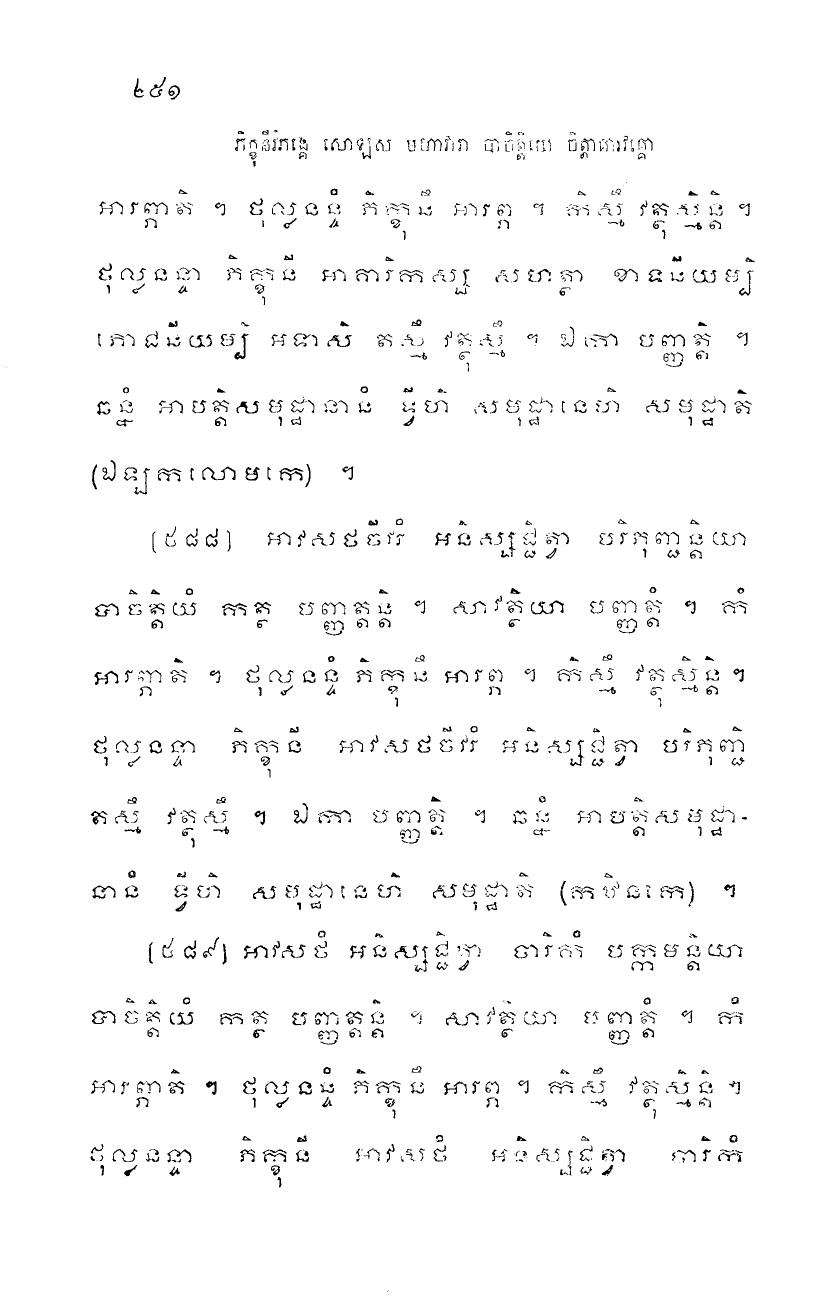 ២៥១
ភិក្ខុនីវិភង្គេ សោឡស មហាវារា បាចិត្តិយេ ចិត្តាគារវគ្គោ
អារព្ភាតិ ។ ថុល្លនន្ទំ ភិក្ខុនឹ អារព្ភ ។ កិស្មឹ វត្ថុស្មិន្តិ ។
ថុល្លនន្ទា ភិក្ខុនី អាគារិកស្ស សហត្ថា ខាទនីយម្បិ
ភោជនីយម្បិ អទាសិ តស្មឹ វត្ថុស្មឹ ។ ឯកា បញ្ញត្តិ ។
ឆន្នំ អាបត្តិសមុដ្ឋានានំ ទ្វីហិ សមុដ្ឋានេហិ សមុដ្ឋាតិ
(ឯឡកលោមកេ) ។
[៥៨៨] អាវសថចីវរំ អនិស្សជ្ជិត្វា បរិភុញ្ជន្តិយា
បាចិត្តិយំ កត្ថ បញ្ញត្តន្តិ ។ សាវត្ថិយា បញ្ញត្តំ ។ កំ
អារព្ភាតិ ។ ថុល្លនន្ទំ ភិក្ខុនឹ អារព្ភ ។ កិស្មឹ វត្ថុស្មិន្តិ ។
ថុល្លនន្ទា ភិក្ខុនី អាវសថចីវរំ អនិស្សជ្ជិត្វា បរិភុញ្ជិ
តស្មឹ វត្ថុស្មឹ ។ ឯកា បញ្ញត្តិ ។ ឆន្នំ អាបត្តិសមុដ្ឋា-
នានំ ទ្វីហិ សមុដ្ឋានេហិ សមុដ្ឋាតិ (កឋិនកេ) ។
[៥៨៩] អាវសថំ អនិស្សជ្ជិត្វា ចារិកំ បក្កមន្តិយា
បាចិត្តិយំ កត្ថ បញ្ញត្តន្តិ ។ សាវត្ថិយា បញ្ញត្តំ ។ កំ
អារព្ភាតិ ។ ថុល្លនន្ទំ ភិក្ខុនឹ អារព្ភ ។ កិស្មឹ វត្ថុស្មិន្តិ ។
ថុល្លនន្ទា ភិក្ខុនី អាវសថំ អនិស្សជ្ជិត្វា ចារិកំ